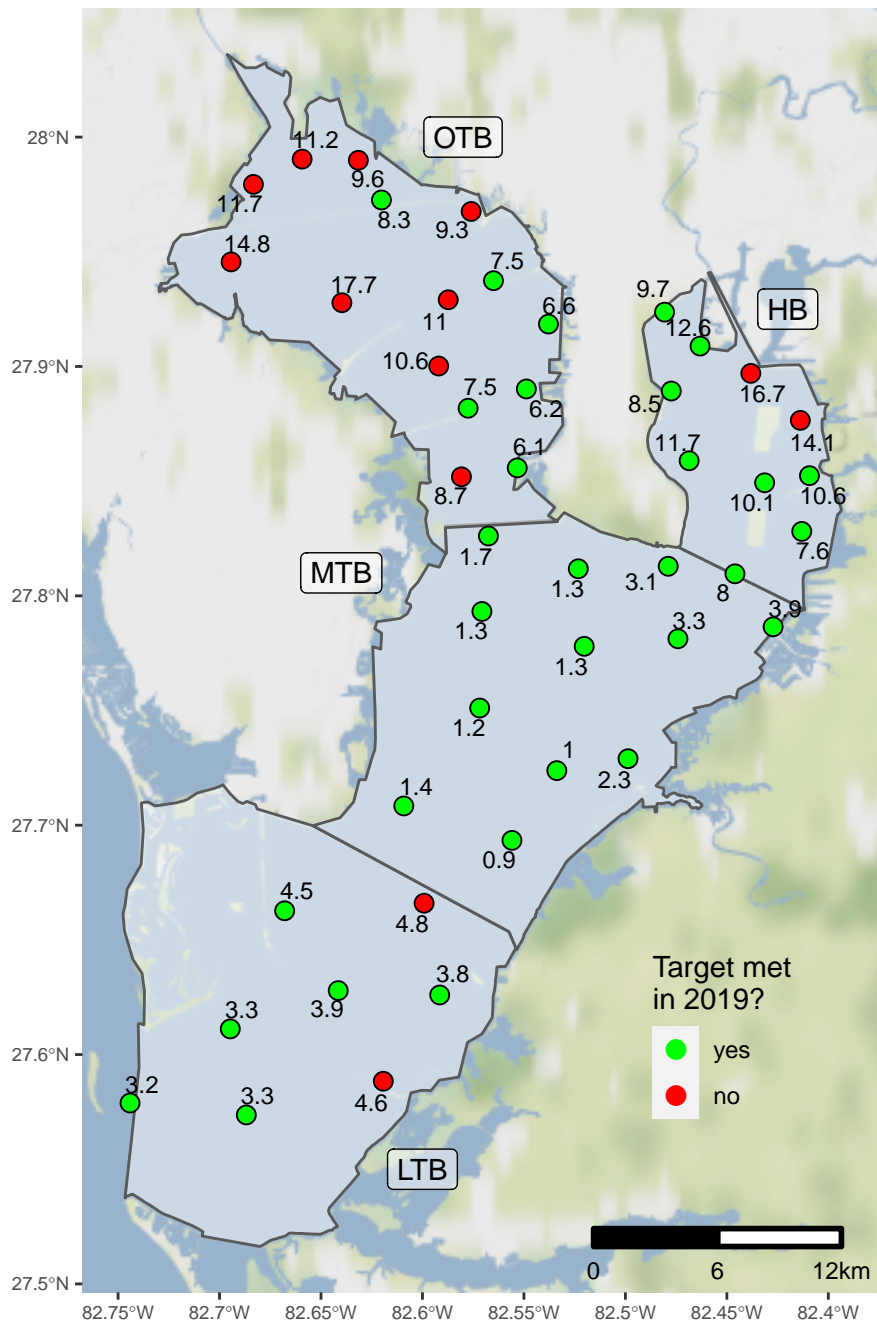 28°N
27.9°N
27.8°N
27.7°N
27.6°N
27.5°N
OTB
11.2
9.6
11.7
8.3
9.3
14.8
7.5
17.7
11
6.6
10.6
7.5
6.2
6.1
8.7
HB
9.7
12.6
16.7
8.5
14.1
11.7
10.1
10.6
7.6
MTB
1.7
1.3
3.1
8
3.9
1.3
1.3
3.3
1.2
1
2.3
1.4
0.9
4.5
4.8
3.9
3.8
3.3
3.2
3.3
4.6
LTB
Target met
in 2019?
yes
no
0 6 12km
82.75°W 82.7°W 82.65°W 82.6°W 82.55°W 82.5°W 82.45°W 82.4°W